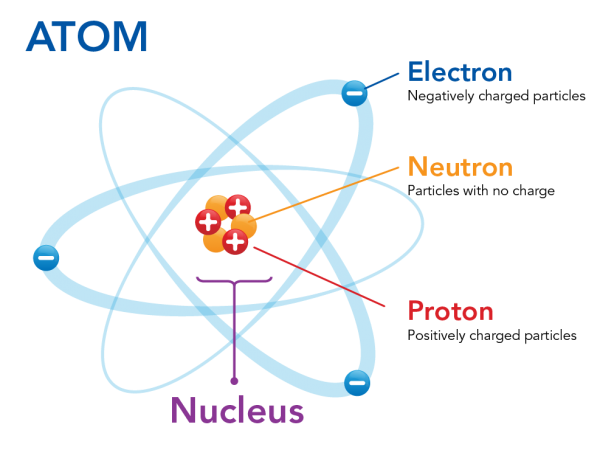 ATOM
Electron
Negatively charged particles
Neutron
Particles with no charge
Proton
Positively charged particles
Nucleus